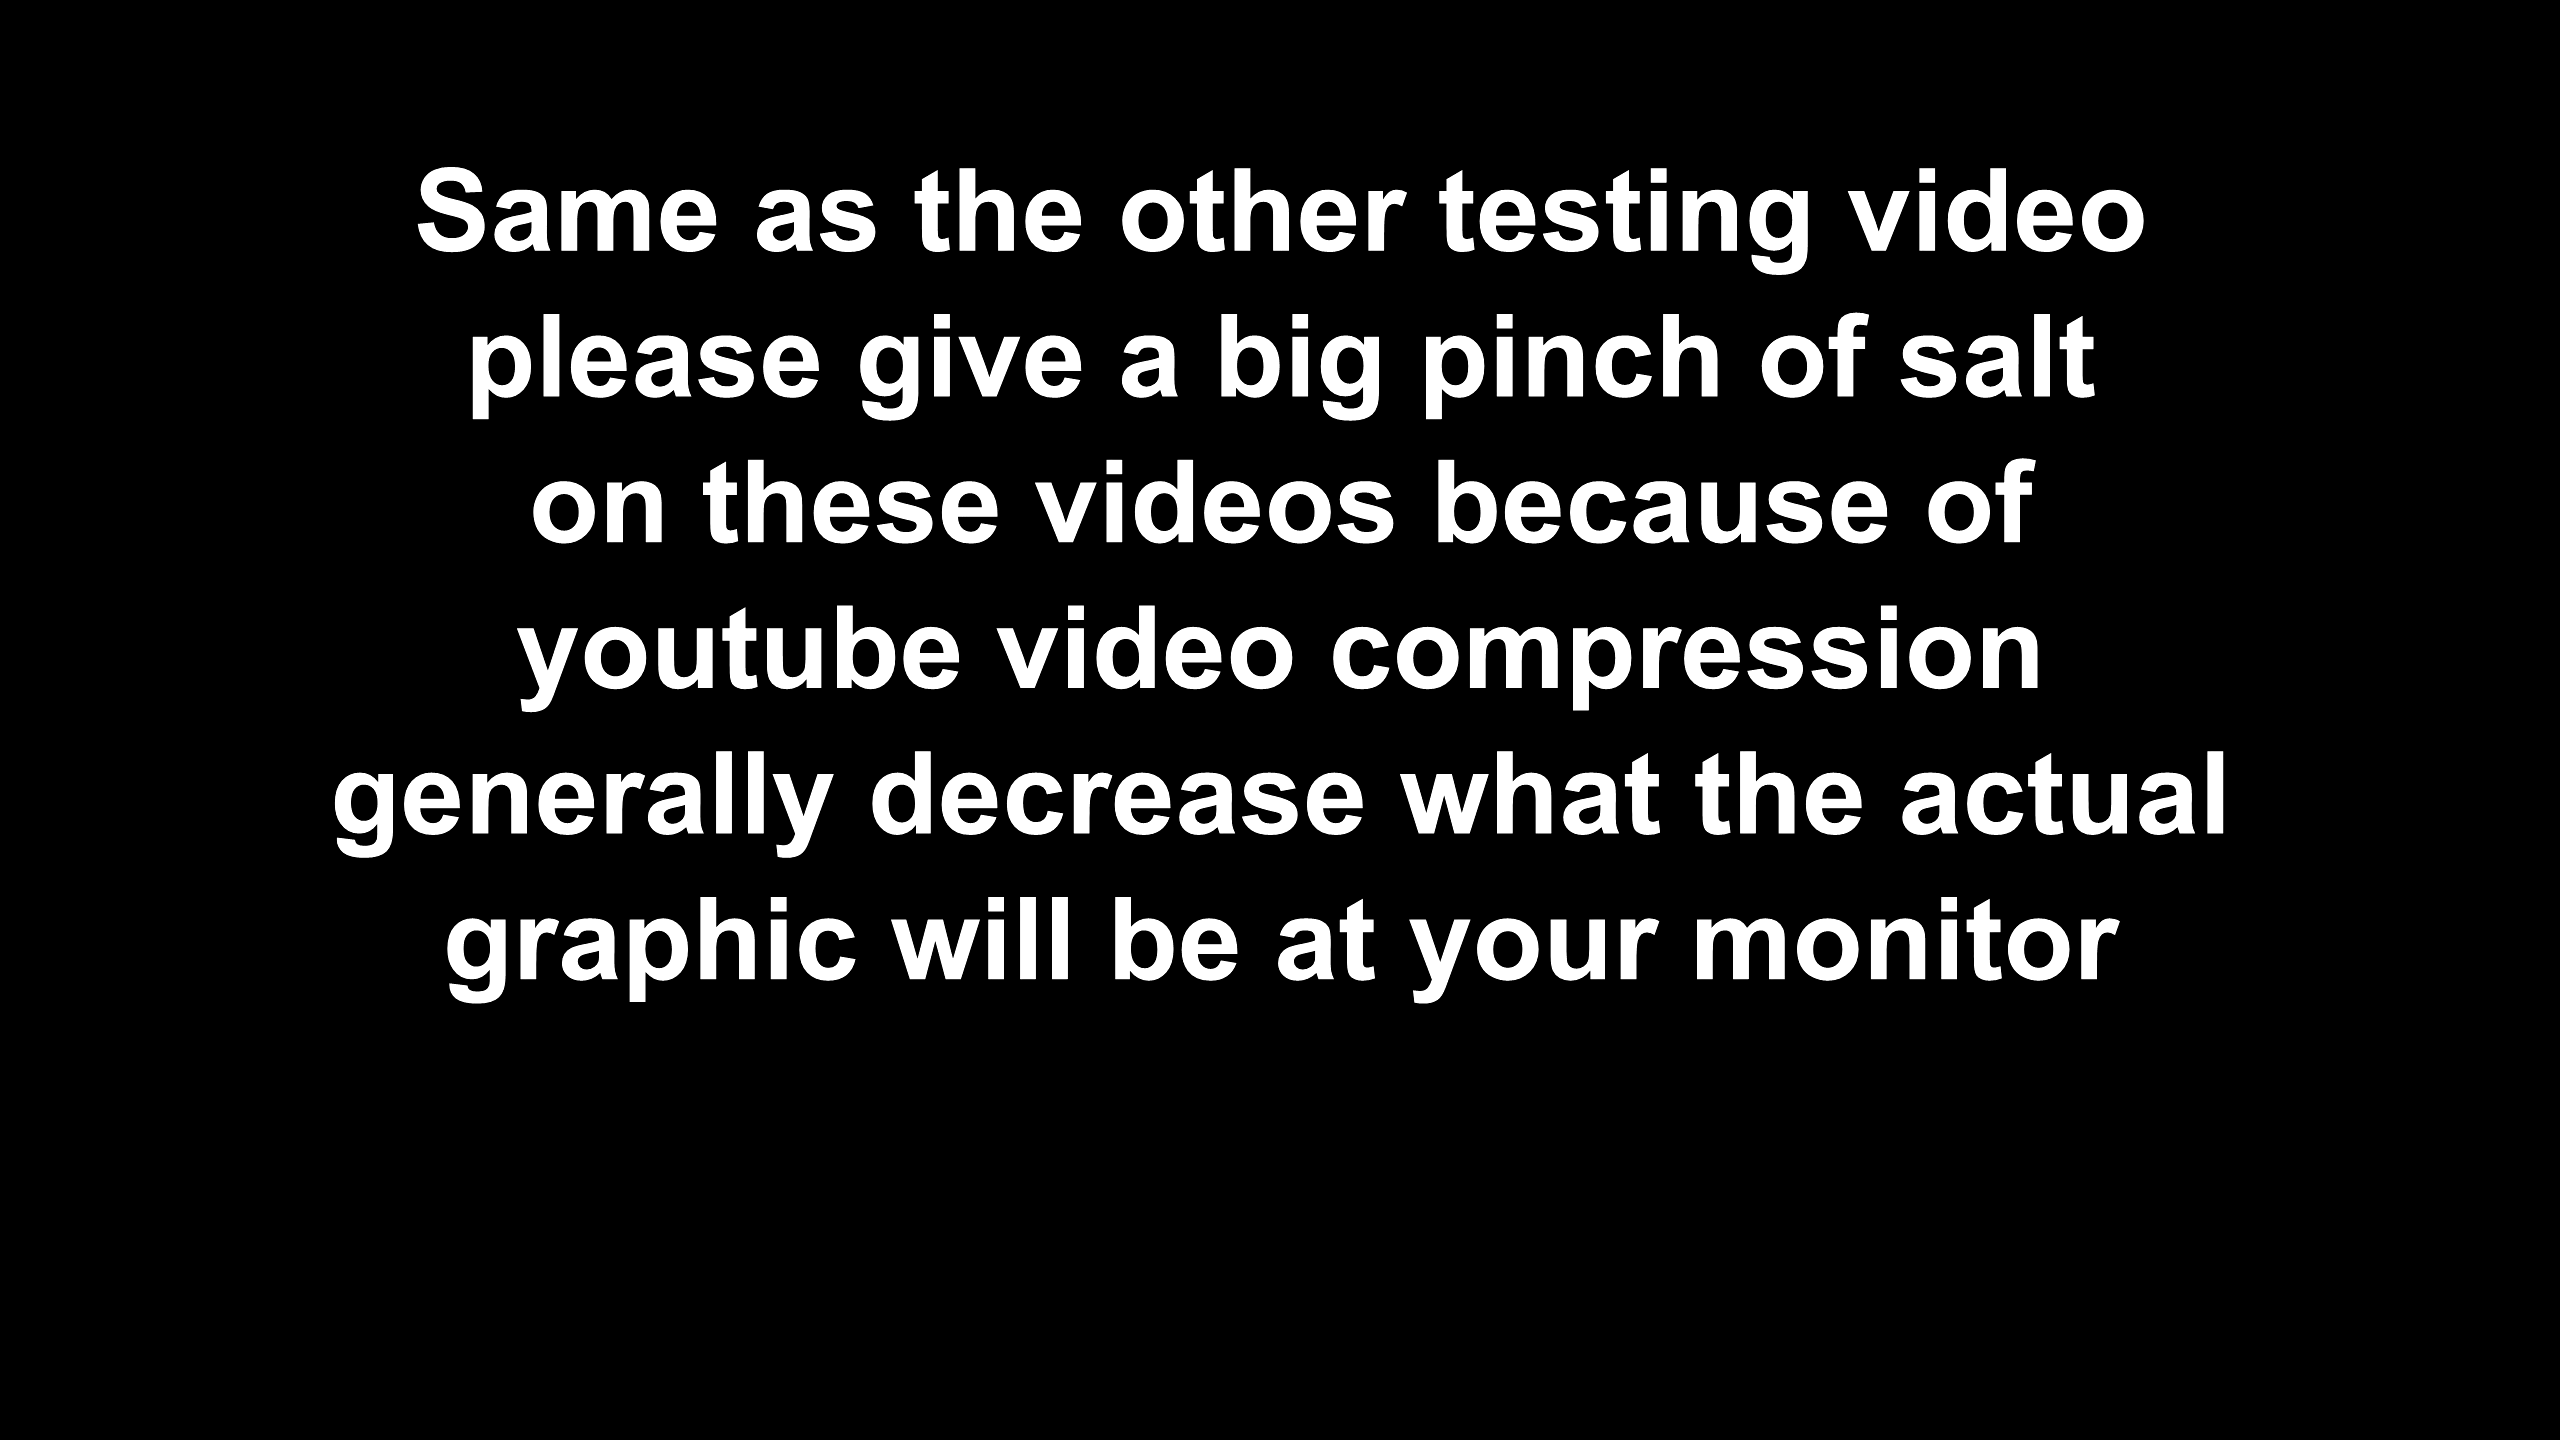 Same as the other testing video
please give a big pinch of salt
on these videos because of
youtube video compression
generally decrease what the actual
graphic will be at your monitor